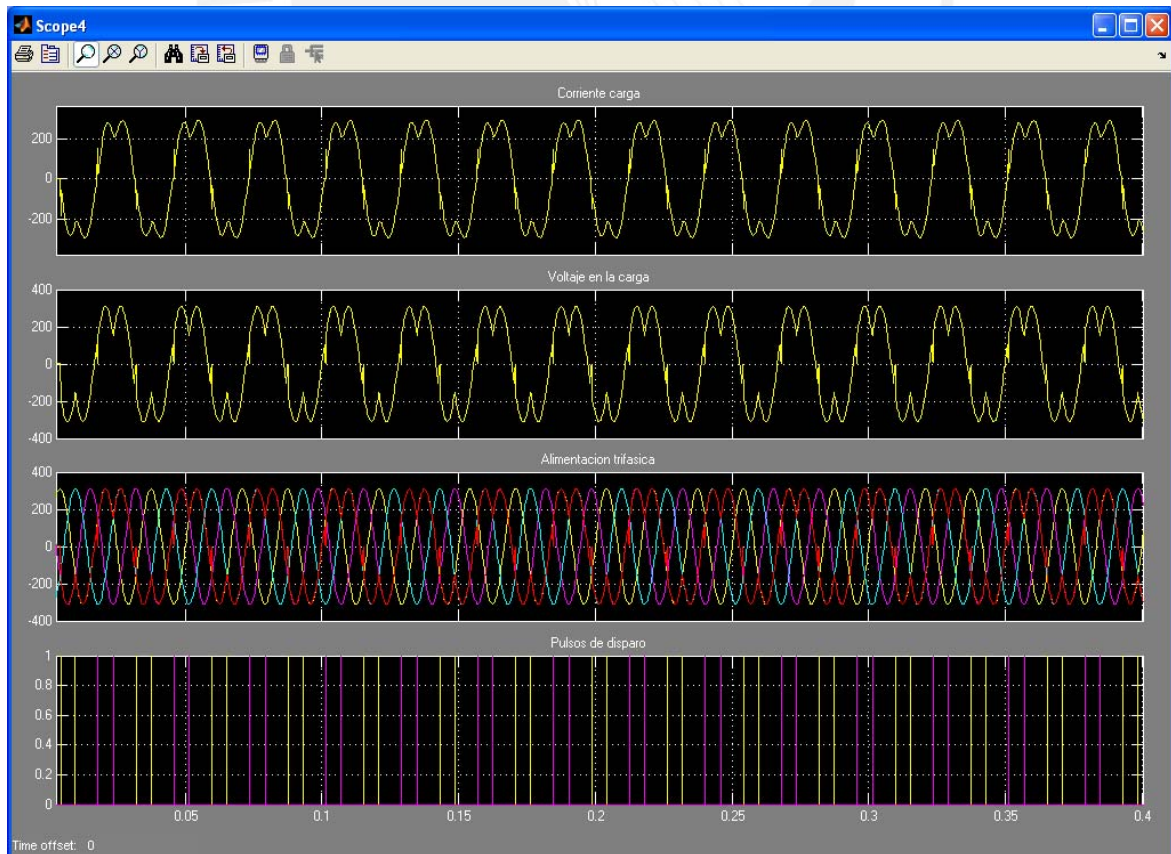 Scope4
Corriente carga
200
0
-200
Voltaje en la carga
400
200
0
-200
-400
Alimentacion trifasica
400
200
0
-200
-400
Pulsos de disparo
1
0.8
0.6
0.4
0.2
0
0.05 0.1 0.15 0.2 0.25 0.3 0.35 0.4
Time offset: 0